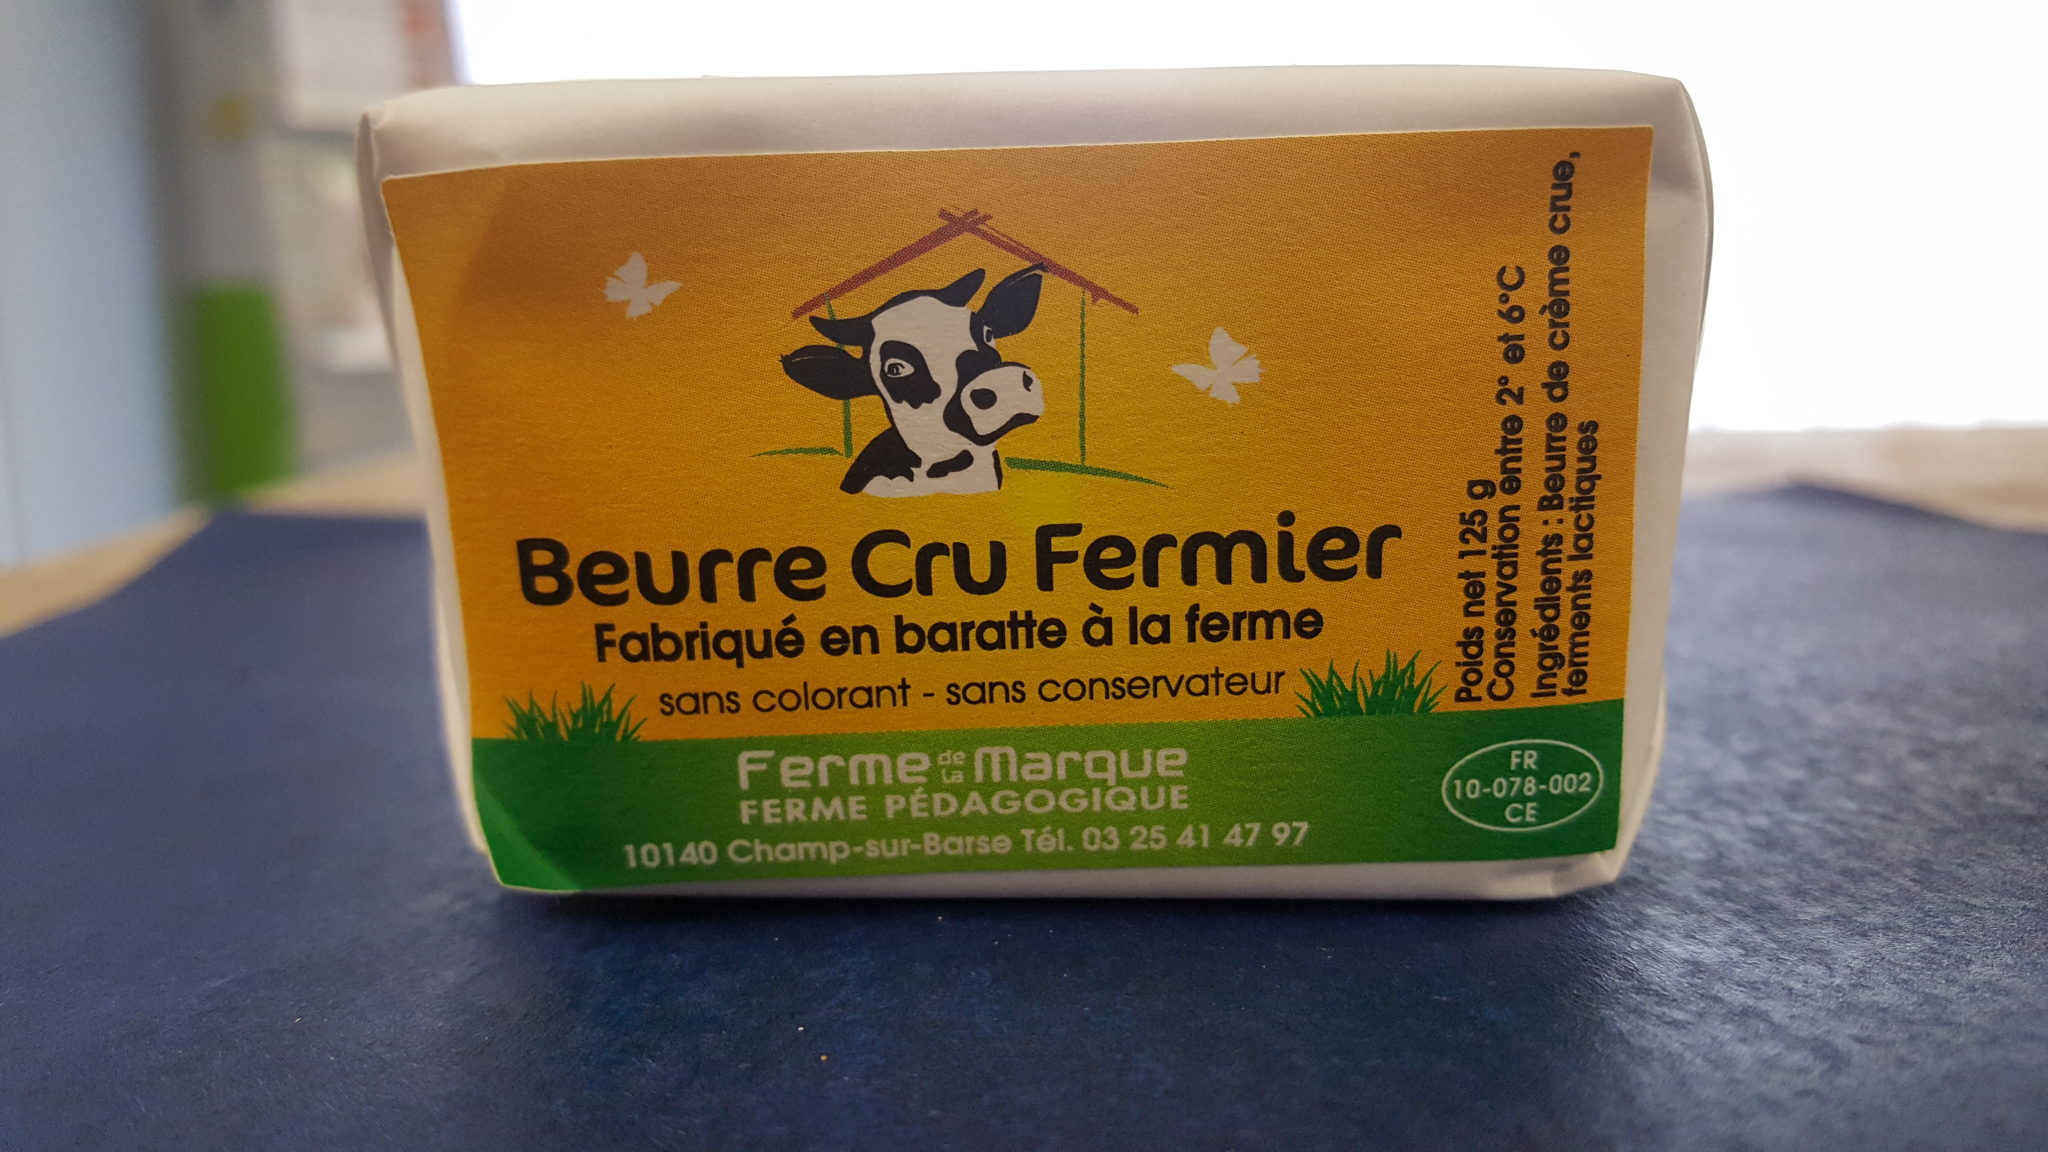 Beurre Cru Fermier
Fabriqué en baratte à la ferme
sans colorant - sans conservateur
Ferme de la Marque
FERME PÉDAGOGIQUE
10140 Champ-sur-Barse Tél. 03 25 41 47 97
Poids net 125 g
Conservation entre 2° et 6°C
Ingrédients : Beurre de crème crue,
ferments lactiques
FR
10-078-002
CE